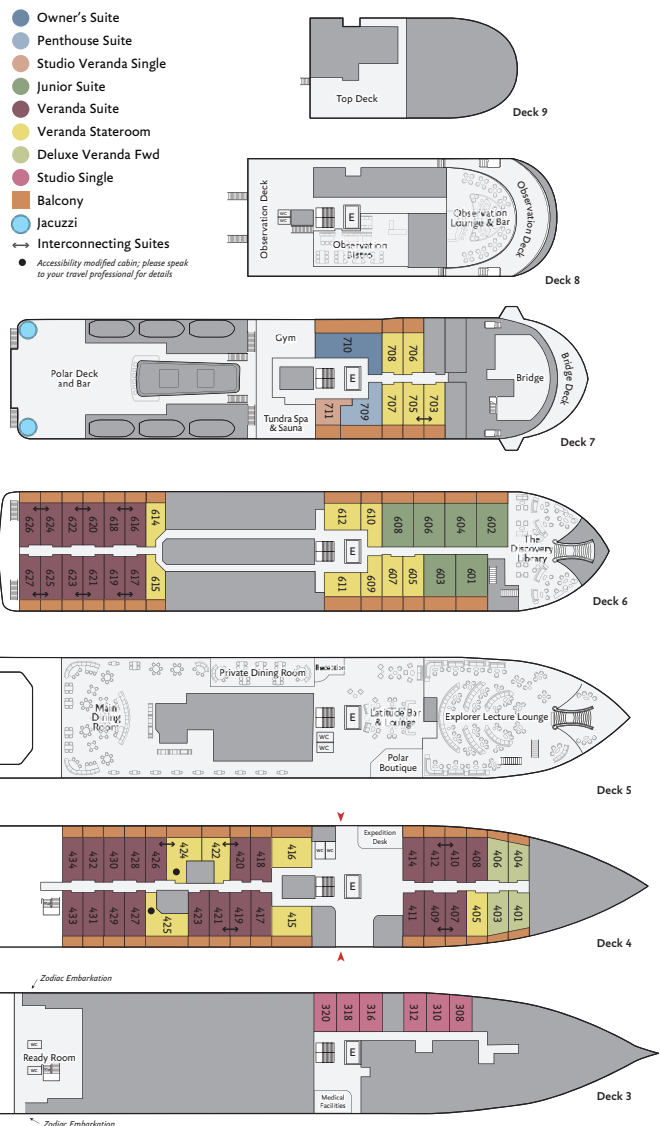 Owner's Suite
Penthouse Suite
Studio Veranda Single
Junior Suite
Veranda Suite
Veranda Stateroom
Deluxe Veranda Fwd
Studio Single
Balcony
Jacuzzi
Interconnecting Suites
Accessibility modified cabin; please speak
to your travel professional for details
Top Deck
Deck 9
Observation Deck
WC
WC
E
Observation
Bistro
Observation
Lounge & Bar
Observation Deck
Deck 8
Polar Deck
and Bar
Gym
Tundra Spa
& Sauna
710
708
706
E
711
709
707
705
703
Bridge
Bridge Deck
Deck 7
626
624
622
620
618
616
614
612
610
608
606
604
602
E
627
625
623
621
619
617
615
611
609
607
605
603
601
The
Discovery
Library
Deck 6
Main
Dining
Room
Private Dining Room
Reception
E
WC
WC
Latitude Bar
& Lounge
Polar
Boutique
Explorer Lecture Lounge
Deck 5
434
432
430
428
426
424
422
420
418
416
WC
WC
Expedition
Desk
414
412
410
408
406
404
E
433
431
429
427
425
423
421
419
417
415
411
409
407
405
403
401
Deck 4
Zodiac Embarkation
WC
Ready Room
WC
320
318
316
312
310
308
E
Medical
Facilities
Deck 3
Zodiac Embarkation